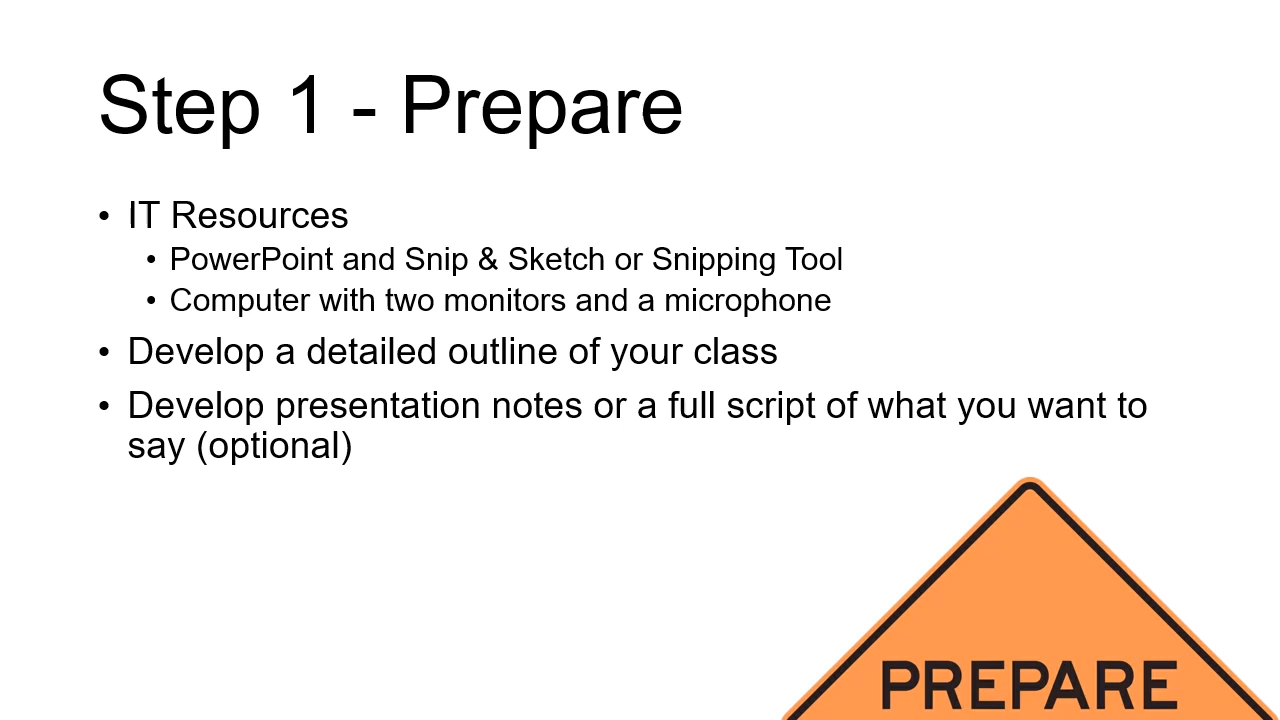 Step 1 - Prepare
• IT Resources
• PowerPoint and Snip & Sketch or Snipping Tool
• Computer with two monitors and a microphone
• Develop a detailed outline of your class
• Develop presentation notes or a full script of what you want to
say (optional)
PREPARE